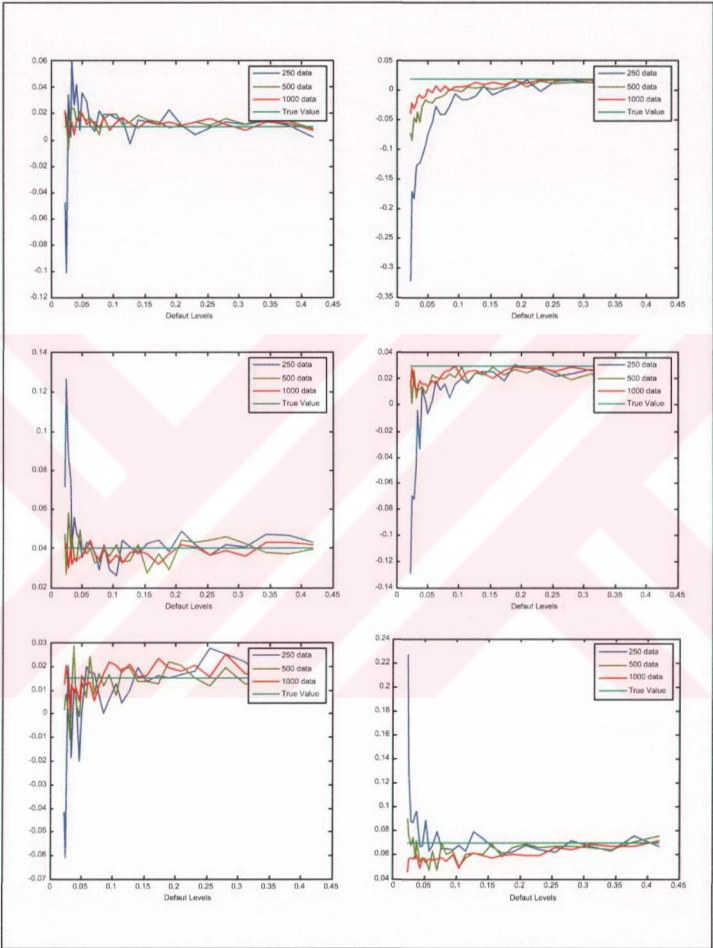 0.06
0.04
0.02
0
-0.02
-0.04
-0.06
-0.08
-0.1
-0.12
0 0.05 0.1 0.15 0.2 0.25 0.3 0.35 0.4 0.45
Defaut Levels
250 data
500 data
1000 data
True Value
0.05
0
-0.05
-0.1
-0.15
-0.2
-0.25
-0.3
-0.35
0 0.05 0.1 0.15 0.2 0.25 0.3 0.35 0.4 0.45
Defaut Levels
250 data
500 data
1000 data
True Value
0.14
0.12
0.1
0.08
0.06
0.04
0.02
0 0.05 0.1 0.15 0.2 0.25 0.3 0.35 0.4 0.45
Defaut Levels
250 data
500 data
1000 data
True Value
0.04
0.02
0
-0.02
-0.04
-0.06
-0.08
-0.1
-0.12
-0.14
0 0.05 0.1 0.15 0.2 0.25 0.3 0.35 0.4 0.45
Defaut Levels
250 data
500 data
1000 data
True Value
0.03
0.02
0.01
0
-0.01
-0.02
-0.03
-0.04
-0.05
-0.06
-0.07
0 0.05 0.1 0.15 0.2 0.25 0.3 0.35 0.4 0.45
Defaut Levels
250 data
500 data
1000 data
True Value
0.24
0.22
0.2
0.18
0.16
0.14
0.12
0.1
0.08
0.06
0.04
0 0.05 0.1 0.15 0.2 0.25 0.3 0.35 0.4 0.45
Defaut Levels
250 data
500 data
1000 data
True Value